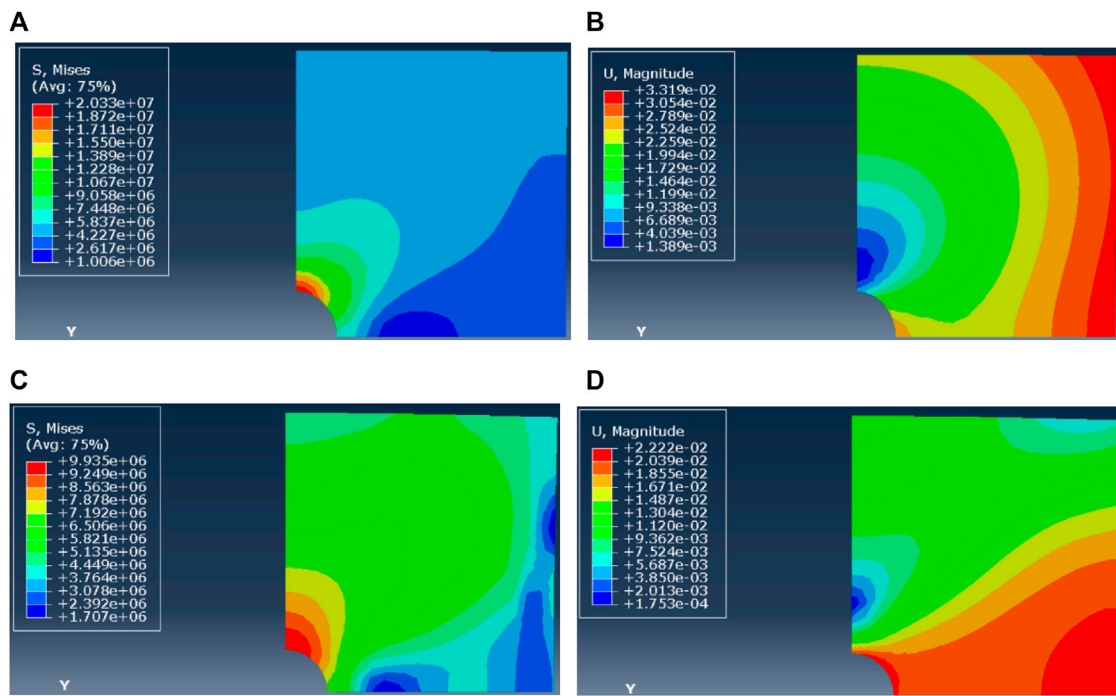 A
S, Mises
(Avg: 75%)
+2.033e+07
+1.872e+07
+1.711e+07
+1.550e+07
+1.389e+07
+1.228e+07
+1.067e+07
+9.058e+06
+7.448e+06
+5.837e+06
+4.227e+06
+2.617e+06
+1.006e+06
Y
B
U, Magnitude
+3.319e-02
+3.054e-02
+2.789e-02
+2.524e-02
+2.259e-02
+1.994e-02
+1.729e-02
+1.464e-02
+1.199e-02
+9.338e-03
+6.689e-03
+4.039e-03
+1.389e-03
Y
C
S, Mises
(Avg: 75%)
+9.935e+06
+9.249e+06
+8.563e+06
+7.878e+06
+7.192e+06
+6.506e+06
+5.821e+06
+5.135e+06
+4.449e+06
+3.764e+06
+3.078e+06
+2.392e+06
+1.707e+06
Y
D
U, Magnitude
+2.222e-02
+2.039e-02
+1.855e-02
+1.671e-02
+1.487e-02
+1.304e-02
+1.120e-02
+9.362e-03
+7.524e-03
+5.687e-03
+3.850e-03
+2.013e-03
+1.753e-04
Y